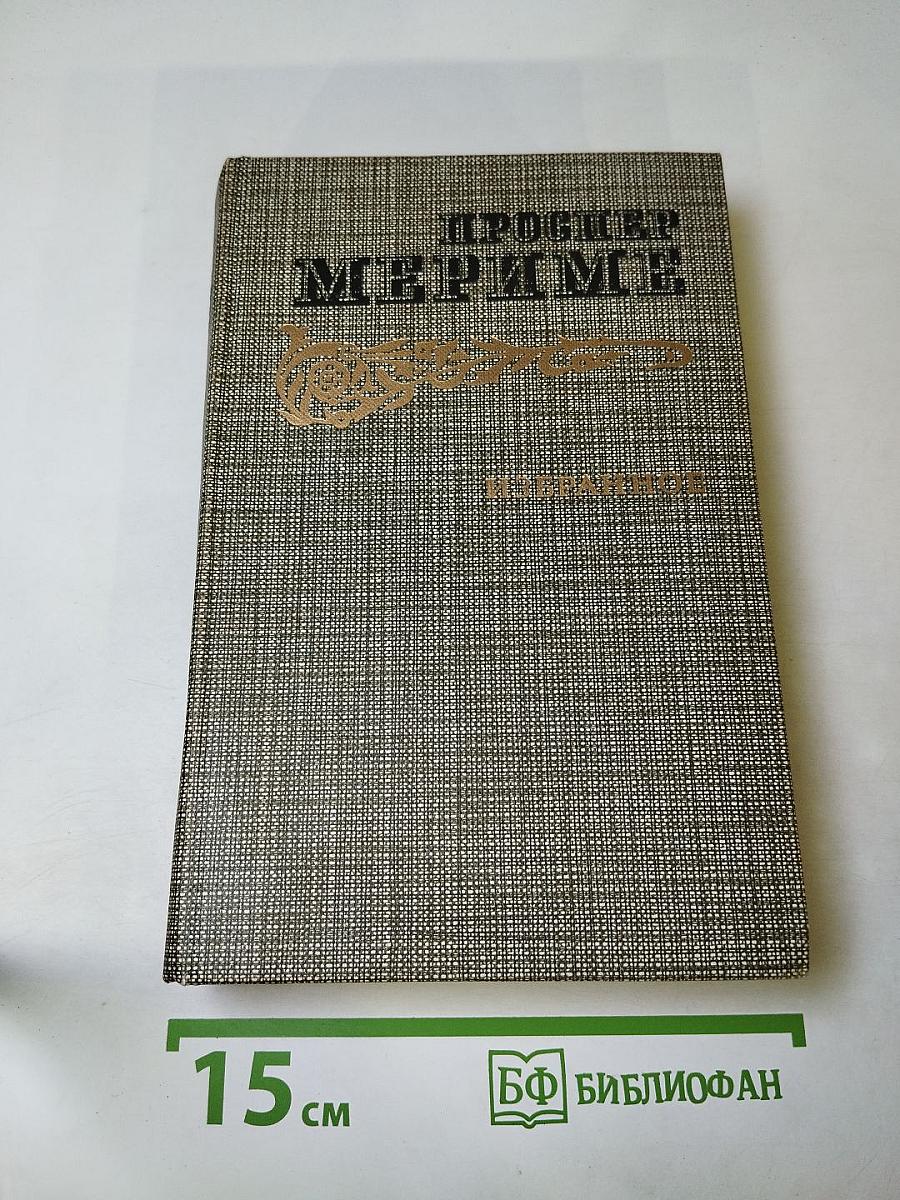 ПРОСПЕР
МЕРИМЕ
ИЗБРАННОЕ
15 см
БФ БИБЛИОФАН